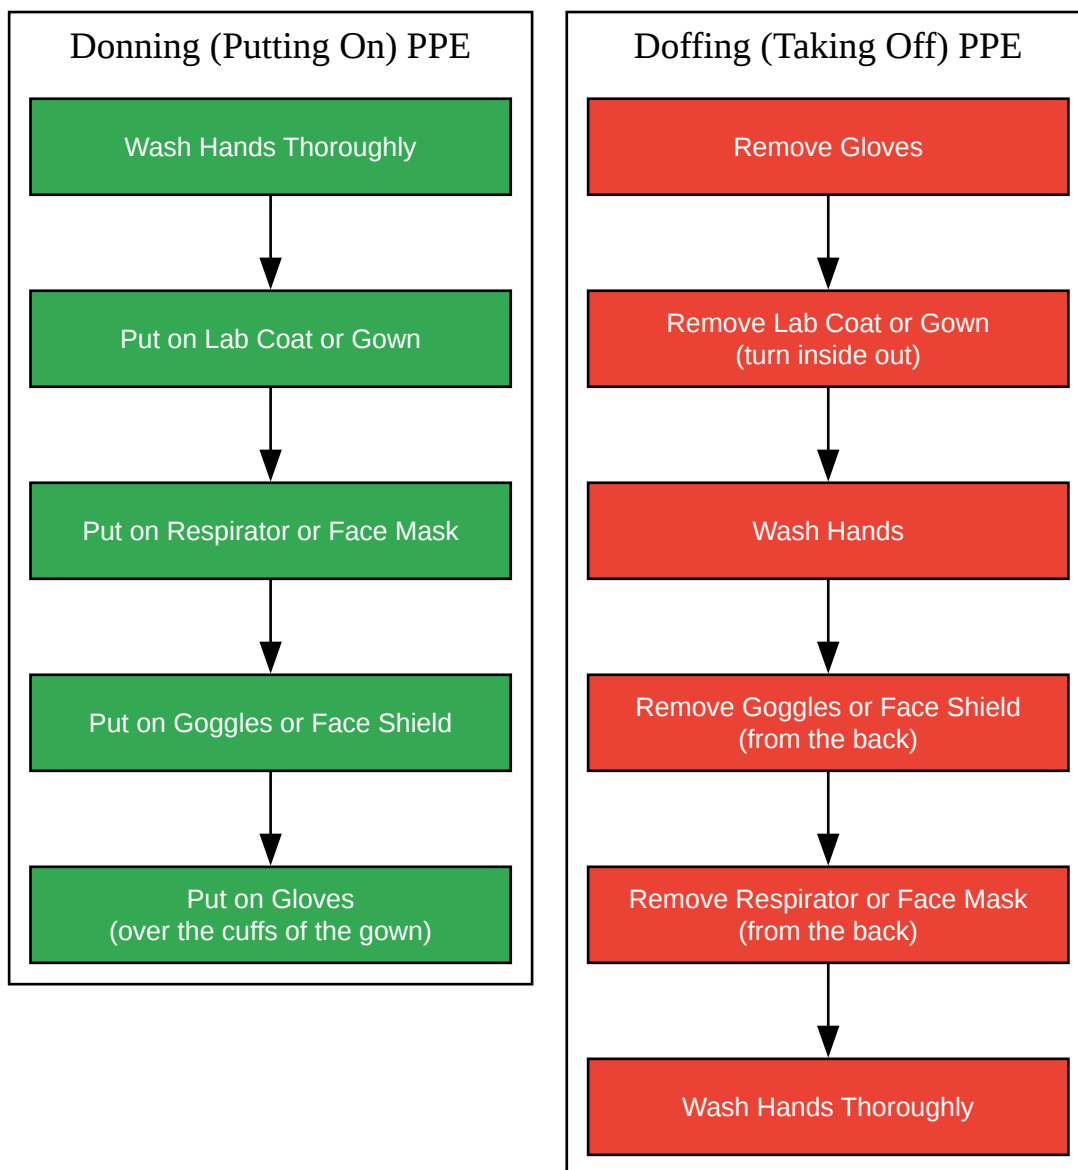 Donning (Putting On) PPE
Wash Hands Thoroughly
Put on Lab Coat or Gown
Put on Respirator or Face Mask
Put on Goggles or Face Shield
Put on Gloves
(over the cuffs of the gown)
Doffing (Taking Off) PPE
Remove Gloves
Remove Lab Coat or Gown
(turn inside out)
Wash Hands
Remove Goggles or Face Shield
(from the back)
Remove Respirator or Face Mask
(from the back)
Wash Hands Thoroughly